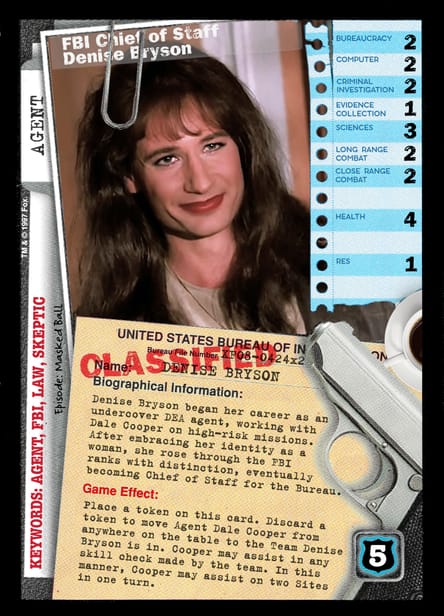 FBI Chief of Staff
Denise Bryson
BUREAUCRACY 2
COMPUTER 2
CRIMINAL
INVESTIGATION 2
EVIDENCE
COLLECTION 1
SCIENCES 3
LONG RANGE
COMBAT 2
CLOSE RANGE
COMBAT 2
HEALTH 4
RES 1
AGENT
TM & © 1997 Fox.
KEYWORDS: AGENT, FBI, LAW, SKEPTIC
Episode: Masked Ball
UNITED STATES BUREAU OF IN ON
Bureau File Number XF08-0424x2
CLASSIFIED
Name: DENISE BRYSON
Biographical Information:
Denise Bryson began her career as an
undercover DEA agent, working with
Dale Cooper on high-risk missions.
After embracing her identity as a
woman, she rose through the FBI
ranks with distinction, eventually
becoming Chief of Staff for the Bureau.
Game Effect:
Place a token on this card. Discard a
token to move Agent Dale Cooper from
anywhere on the table to the Team Denise
Bryson is in. Cooper may assist in any
skill check made by the team. In this
manner, Cooper may assist on two Sites
in one turn.
5